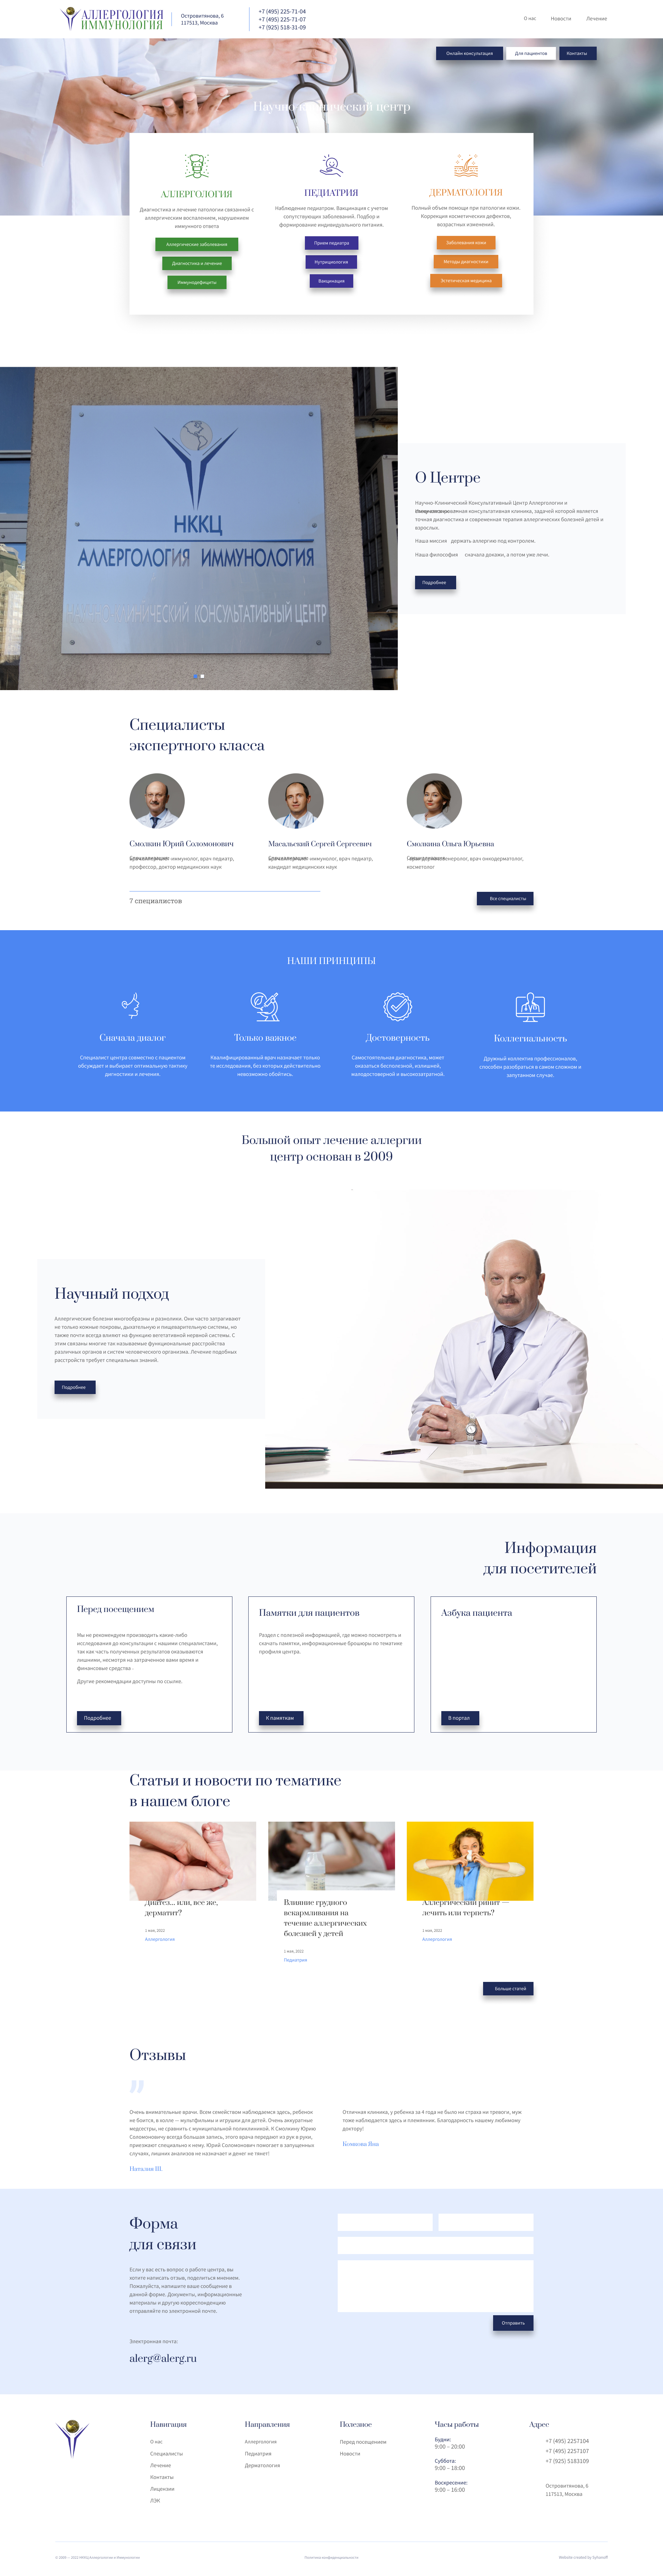 АЛЛЕРГОЛОГИЯ
ИММУНОЛОГИЯ
Островитянова, 6
117513, Москва
+7 (495) 225-71-04
+7 (495) 225-71-07
+7 (925) 518-31-09
О нас
Новости
Лечение
Онлайн консультация
Для пациентов
Контакты
центр
АЛЛЕРГОЛОГИЯ
Диагностика и лечение патологии связанной с
аллергическим воспалением, нарушением
иммунного ответа
Аллергические заболевания
Диагностика и лечение
Иммунодефициты
ПЕДИАТРИЯ
Наблюдение педиатром. Вакцинация с учетом
сопутствующих заболеваний. Подбор и
формирование индивидуального питания.
Прием педиатра
Нутрициология
Вакцинация
ДЕРМАТОЛОГИЯ
Полный объем помощи при патологии кожи.
Коррекция косметических дефектов,
возрастных изменений.
Заболевания кожи
Методы диагностики
Эстетическая медицина
НККЦ
АЛЛЕРГОЛОГИЯ ИММУНОЛОГИЯ
КЛИНИЧЕСКИЙ КОНСУЛЬТАТИВНЫЙ ЦЕНТР
О Центре
Научно-Клинический Консультативный Центр Аллергологии и
консультативная клиника, задачей которой является
точная диагностика и современная терапия аллергических болезней детей и
взрослых.
Наша миссия держать аллергию под контролем.
Наша философия сначала докажи, а потом уже лечи.
Подробнее
Специалисты
экспертного класса
Смолкин Юрий Соломонович
иммунолог, врач педиатр,
профессор, доктор медицинских наук
Масальский Сергей Сергеевич
иммунолог, врач педиатр,
кандидат медицинских наук
Смолкина Ольга Юрьевна
врач онкодерматолог,
косметолог
7 специалистов
Все специалисты
НАШИ ПРИНЦИПЫ
Сначала диалог
Специалист центра совместно с пациентом
обсуждает и выбирает оптимальную тактику
дигностики и лечения.
Только важное
Квалифицированный врач назначает только
те исследования, без которых действительно
невозможно обойтись.
Достоверность
Самостоятельная диагностика, может
оказаться бесполезной, излишней,
малодостоверной и высокозатратной.
Коллегиальность
Дружный коллектив профессионалов,
способен разобраться в самом сложном и
запутанном случае.
Большой опыт лечение аллергии
центр основан в 2009
Научный подход
Аллергические болезни многообразны и разнолики. Они часто затрагивают
не только кожные покровы, дыхательную и пищеварительную системы, но
также почти всегда влияют на функцию вегетативной нервной системы. С
этим связаны многие так называемые функциональные расстройства
различных органов и систем человеческого организма. Лечение подобных
расстройств требует специальных знаний.
Подробнее
Информация
для посетителей
Перед посещением
Мы не рекомендуем производить какие-либо
исследования до консультации с нашими специалистами,
так как часть полученных результатов оказываются
лишними, несмотря на затраченное вами время и
финансовые средства
Другие рекомендации доступны по ссылке.
Подробнее
Памятки для пациентов
Раздел с полезной информацией, где можно посмотреть и
скачать памятки, информационные брошюры по тематике
профиля центра.
К памяткам
Азбука пациента
В портал
Статьи и новости по тематике
в нашем блоге
Диатез... или, все же,
дерматит?
1 мая, 2022
Аллергология
Влияние грудного
вскармливания на
течение аллергических
болезней у детей
1 мая, 2022
Педиатрия
Аллергический ринит —
лечить или терпеть?
1 мая, 2022
Аллергология
Больше статей
Отзывы
Очень внимательные врачи. Всем семейством наблюдаемся здесь, ребенок
не боится, в холле — мультфильмы и игрушки для детей. Очень аккуратные
медсестры, не сравнить с муниципальной поликлиникой. К Смолкину Юрию
Соломоновичу всегда большая запись, этого врача передают из рук в руки,
приезжают специально к нему. Юрий Соломонович помогает в запущенных
случаях, лишних анализов не назначает и денег не тянет!
Наталия Ш
Отличная клиника, у ребенка за 4 года не было ни страха ни тревоги, муж
тоже наблюдается здесь и племянник. Благодарность нашему любимому
доктору!
Форма
для связи
Если у вас есть вопрос о работе центра, вы
хотите написать отзыв, поделиться мнением.
Пожалуйста, напишите ваше сообщение в
данной форме. Документы, информационные
материалы и другую корреспонденцию
отправляйте по электронной почте.
Электронная почта:
alerg@alerg.ru
Отправить
Навигация
О нас
Специалисты
Лечение
Контакты
Лицензии
ЛЭК
Направления
Аллергология
Педиатрия
Дерматология
Полезное
Перед посещением
Новости
Часы работы
Будни:
9:00 – 20:00
Суббота:
9:00 – 18:00
Воскресение:
9:00 – 16:00
Адрес
+7 (495) 2257104
+7 (495) 2257107
+7 (925) 5183109
Островитянова, 6
117513, Москва
Политика конфиденциальности